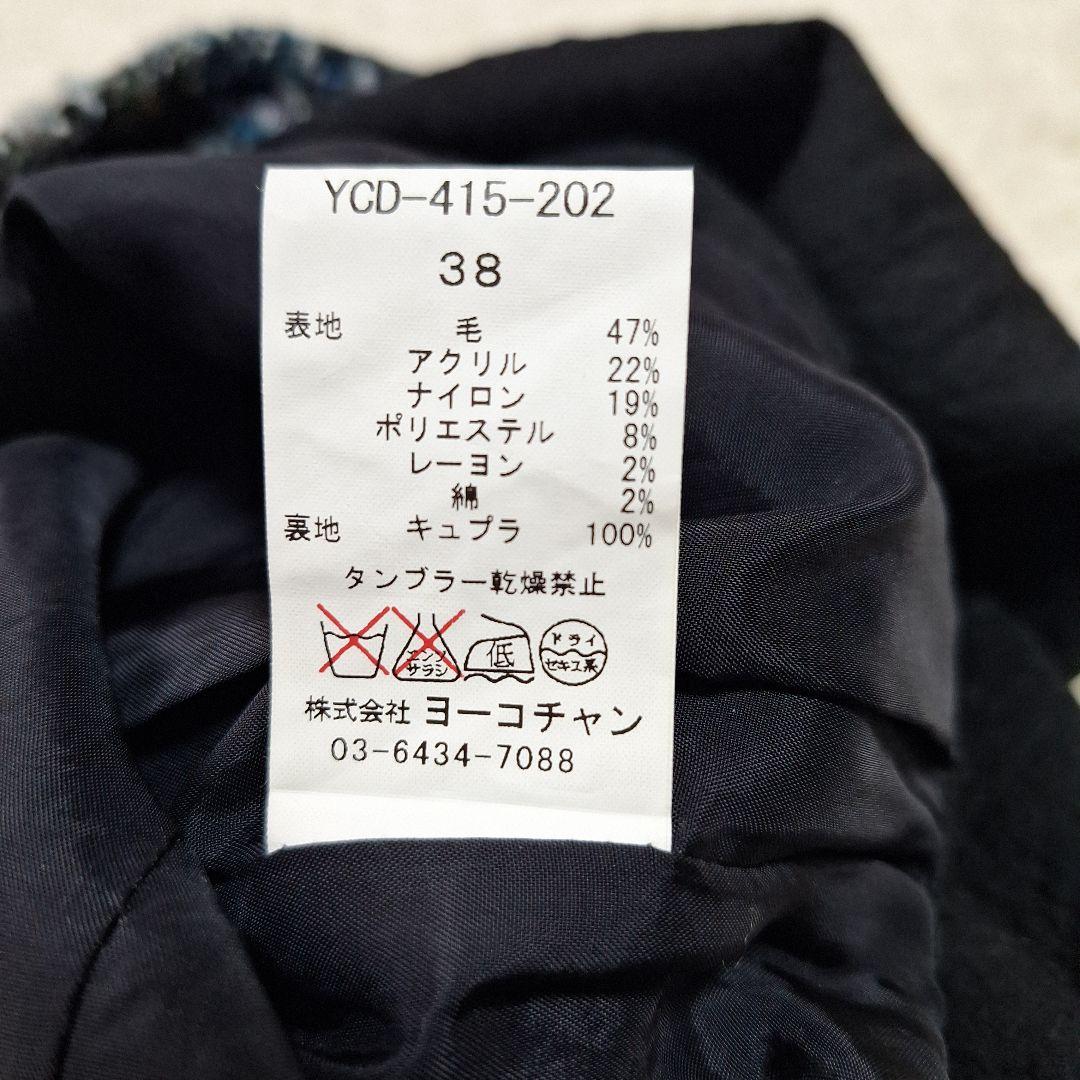 YCD-415-202
38
表地 毛 47%
アクリル 22%
ナイロン 19%
ポリエステル 8%
レーヨン 2%
綿 2%
裏地 キュプラ 100%
タンブラー乾燥禁止
エンソ
サラシ
低
ドライ
セキユ系
株式会社 ヨーコチャン
03-6434-7088